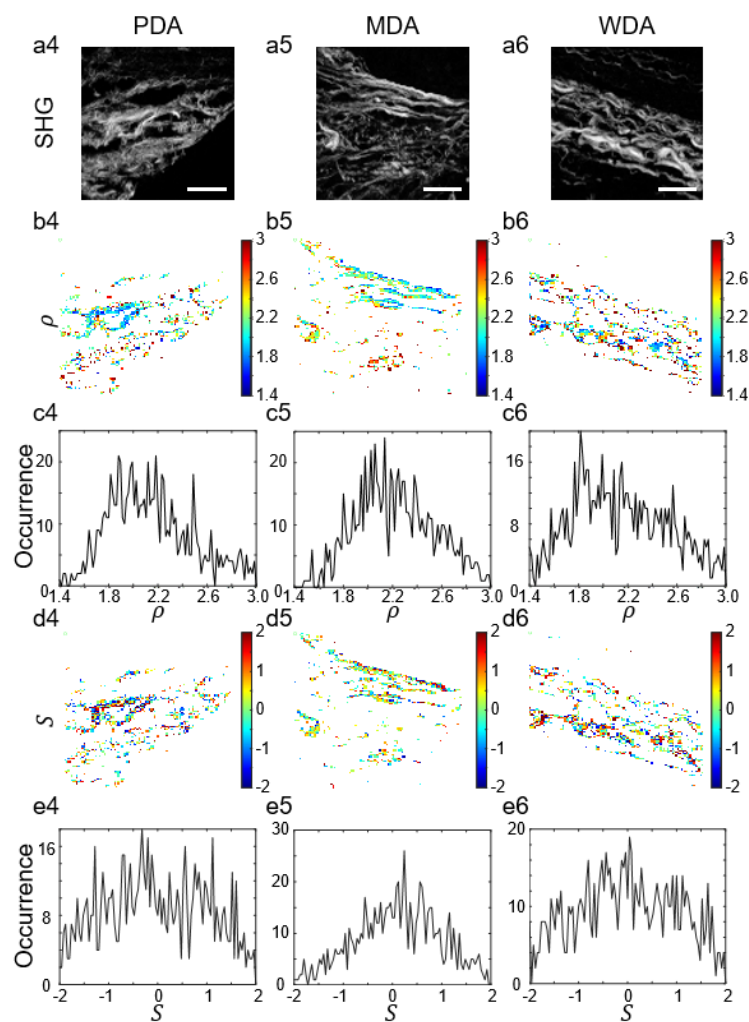 PDA MDA WDA
a4 a5 a6
SHG
b4 b5 b6
ρ
3 3 3
2.6 2.6 2.6
2.2 2.2 2.2
1.8 1.8 1.8
1.4 1.4 1.4
c4 c5 c6
Occurrence
20 20 16
10 10 8
0 0 0
1.4 1.8 2.2 2.6 3.0 1.4 1.8 2.2 2.6 3.0 1.4 1.8 2.2 2.6 3.0
ρ ρ ρ
d4 d5 d6
S
2 2 2
1 1 1
0 0 0
-1 -1 -1
-2 -2 -2
e4 e5 e6
Occurrence
16 30 20
8 20 10
0 10 0
0
-2 -1 0 1 2 -2 -1 0 1 2 -2 -1 0 1 2
S S S